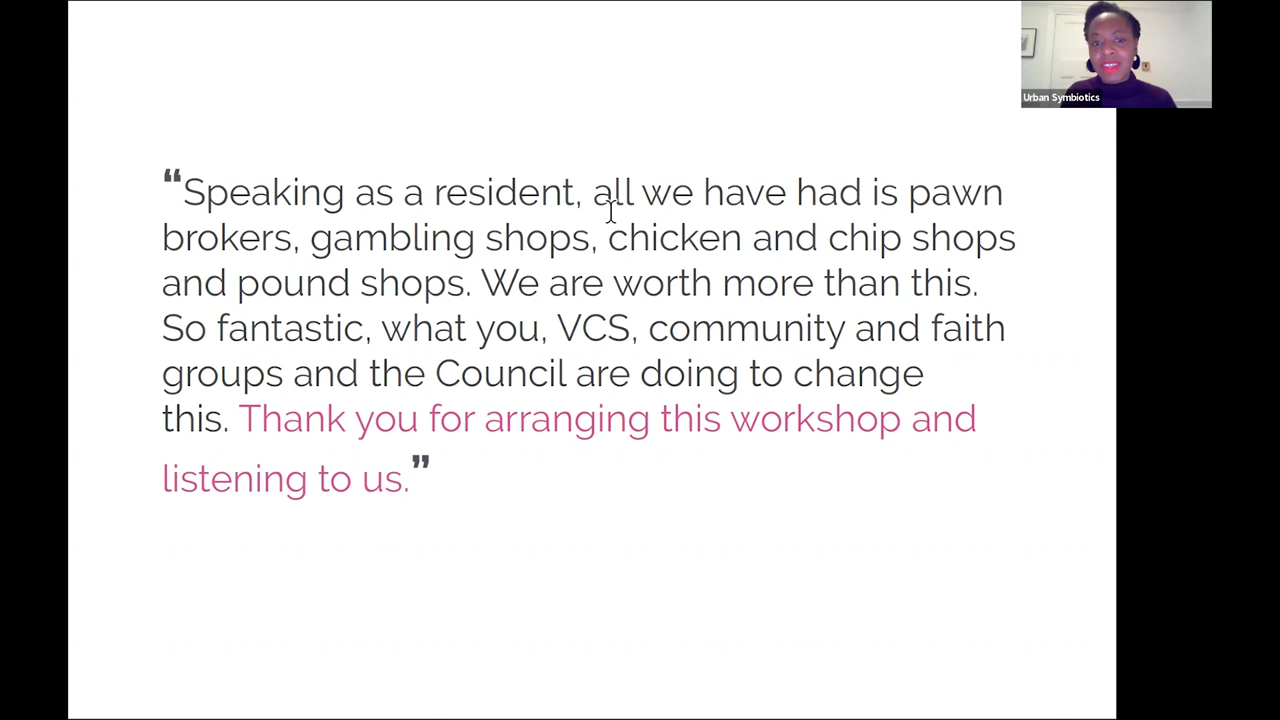 Urban Symbiotics
“Speaking as a resident, all we have had is pawn
brokers, gambling shops, chicken and chip shops
and pound shops. We are worth more than this.
So fantastic, what you, VCS, community and faith
groups and the Council are doing to change
this. Thank you for arranging this workshop and
listening to us.”